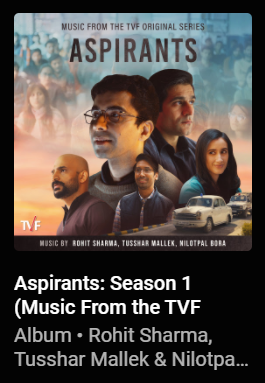 MUSIC FROM THE TVF ORIGINAL SERIES
ASPIRANTS
TVF
MUSIC BY ROHIT SHARMA, TUSSHAR MALLEK, NILOTPAL BORA
Aspirants: Season 1
(Music From the TVF
Album • Rohit Sharma,
Tusshar Mallek & Nilotpa...